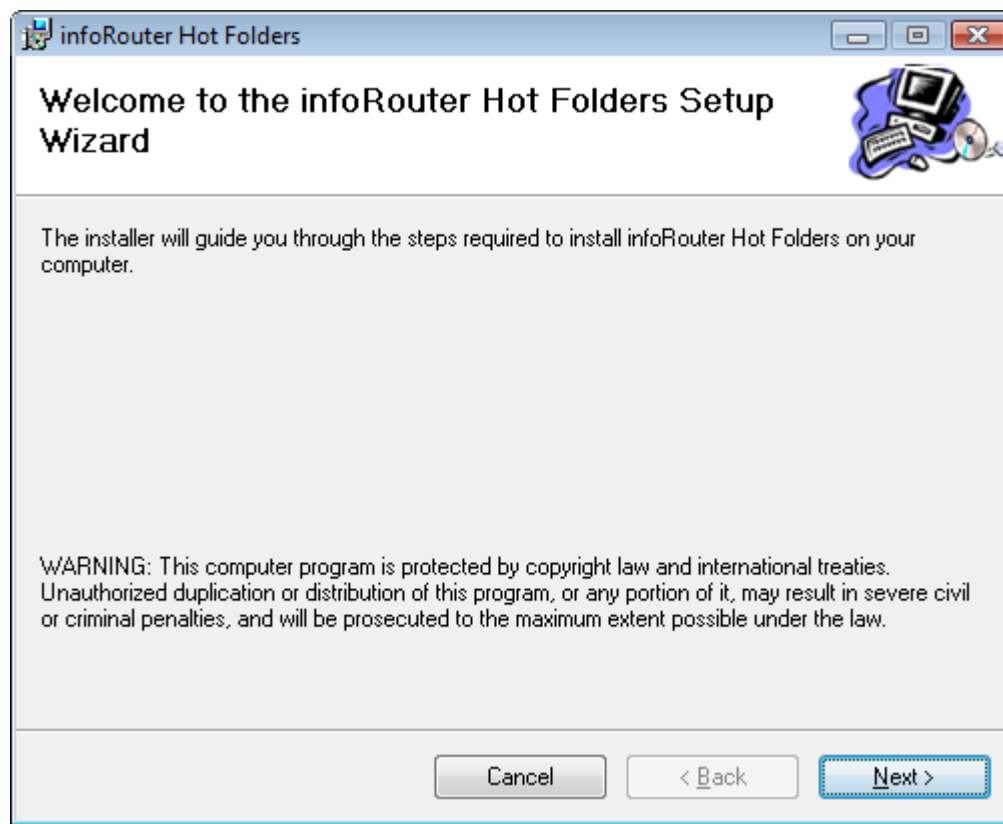 infoRouter Hot Folders
Welcome to the infoRouter Hot Folders Setup
Wizard
The installer will guide you through the steps required to install infoRouter Hot Folders on your
computer.
WARNING: This computer program is protected by copyright law and international treaties.
Unauthorized duplication or distribution of this program, or any portion of it, may result in severe civil
or criminal penalties, and will be prosecuted to the maximum extent possible under the law.
Cancel
< Back
Next >